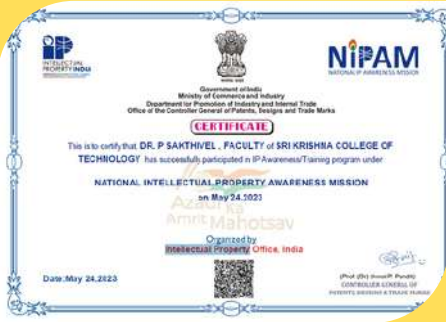 INTELLECTUAL
PROPERTY INDIA
NIPAM
NATIONAL IP AWARENESS MISSION
Government of India
Ministry of Commerce and Industry
Department for Promotion of Industry and Internal Trade
Office of the Controller General of Patents, Designs and Trade Marks
CERTIFICATE
This is to certify that DR. P SAKTHIVEL , FACULTY of SRI KRISHNA COLLEGE OF
TECHNOLOGY has successfully participated in IP Awareness/Training program under
NATIONAL INTELLECTUAL PROPERTY AWARENESS MISSION
on May 24,2023
Azadi Ka
Amrit Mahotsav
Organized by
Intellectual Property Office, India
Date:May 24,2023
CONTROLLER GENERAL OF
PATENTS, DESIGNS & TRADE MARKS